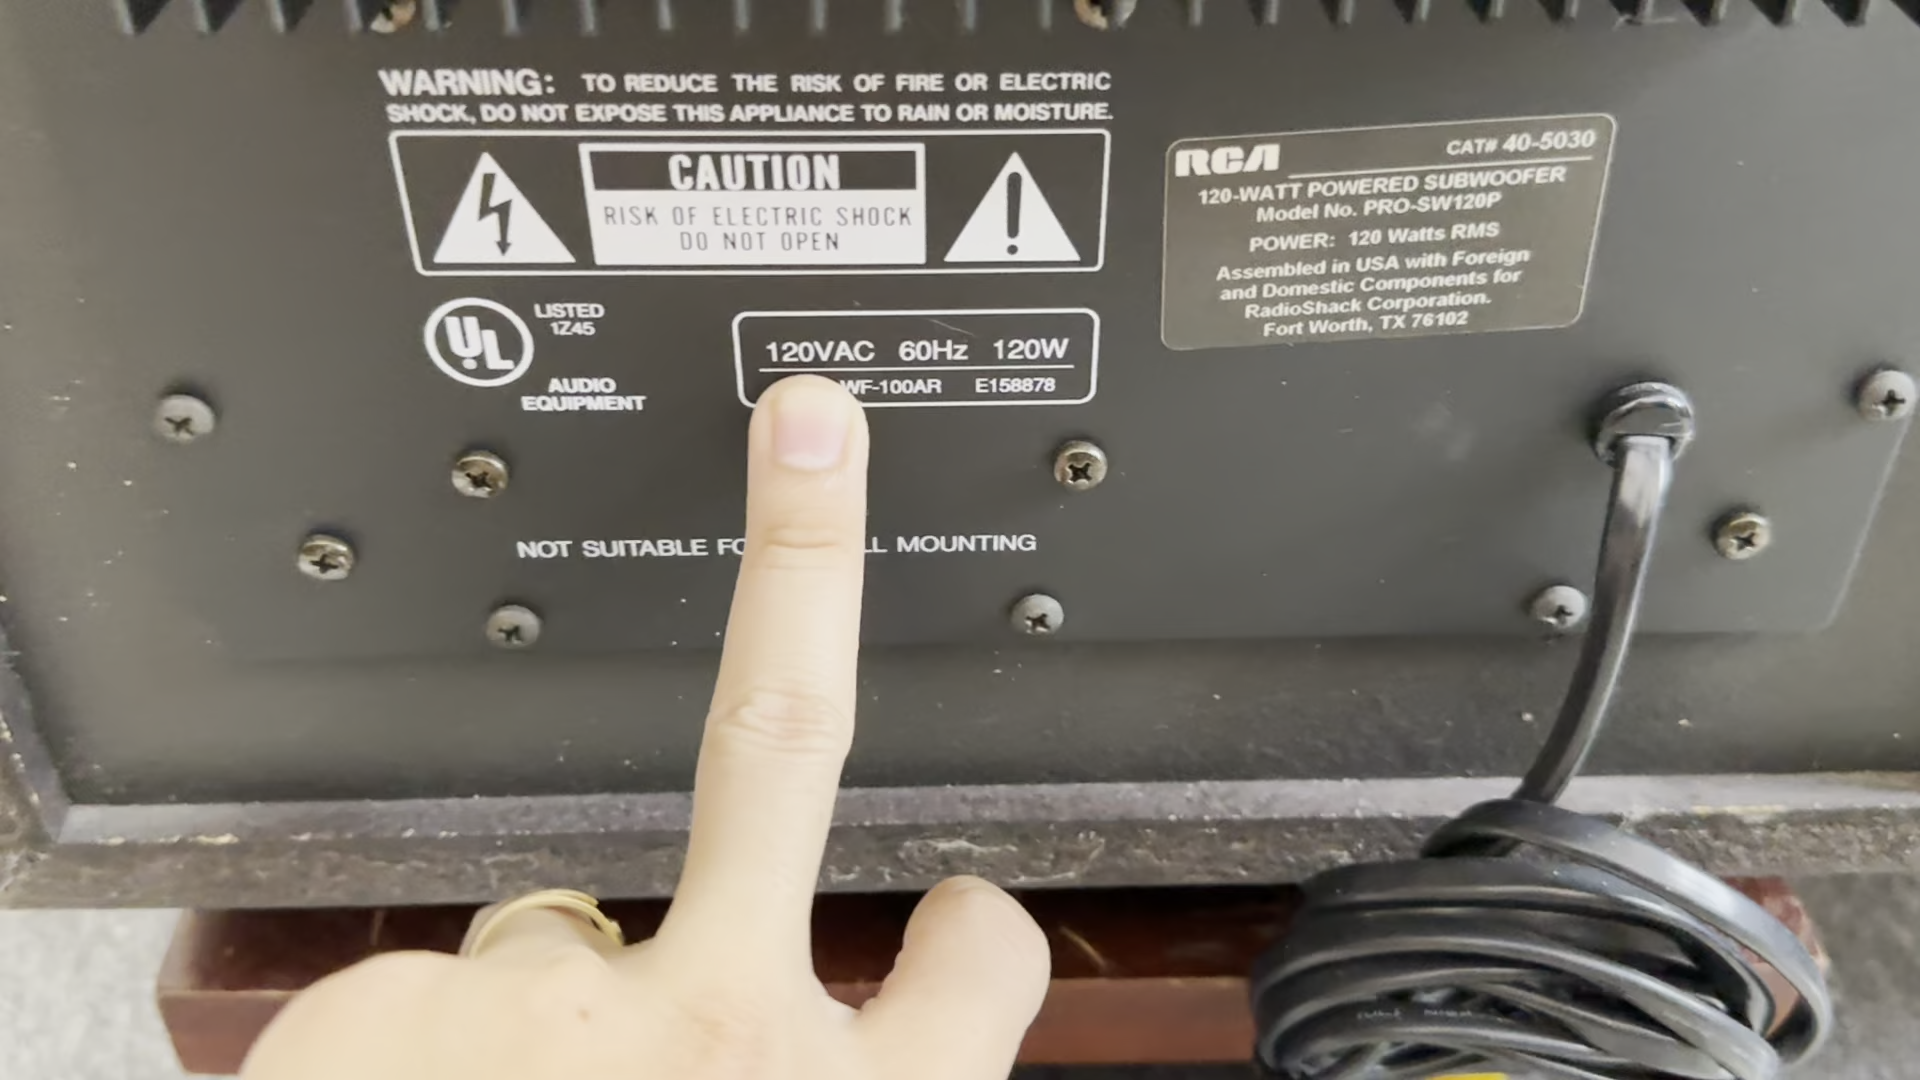 WARNING: TO REDUCE THE RISK OF FIRE OR ELECTRIC
SHOCK, DO NOT EXPOSE THIS APPLIANCE TO RAIN OR MOISTURE.
CAUTION
RISK OF ELECTRIC SHOCK
DO NOT OPEN
RCA CAT# 40-5030
120-WATT POWERED SUBWOOFER
Model No. PRO-SW120P
POWER: 120 Watts RMS
Assembled in USA with Foreign
and Domestic Components for
RadioShack Corporation.
Fort Worth, TX 76102
UL
LISTED
1Z45
AUDIO
EQUIPMENT
120VAC 60Hz 120W
WF-100AR E158878
NOT SUITABLE MOUNTING